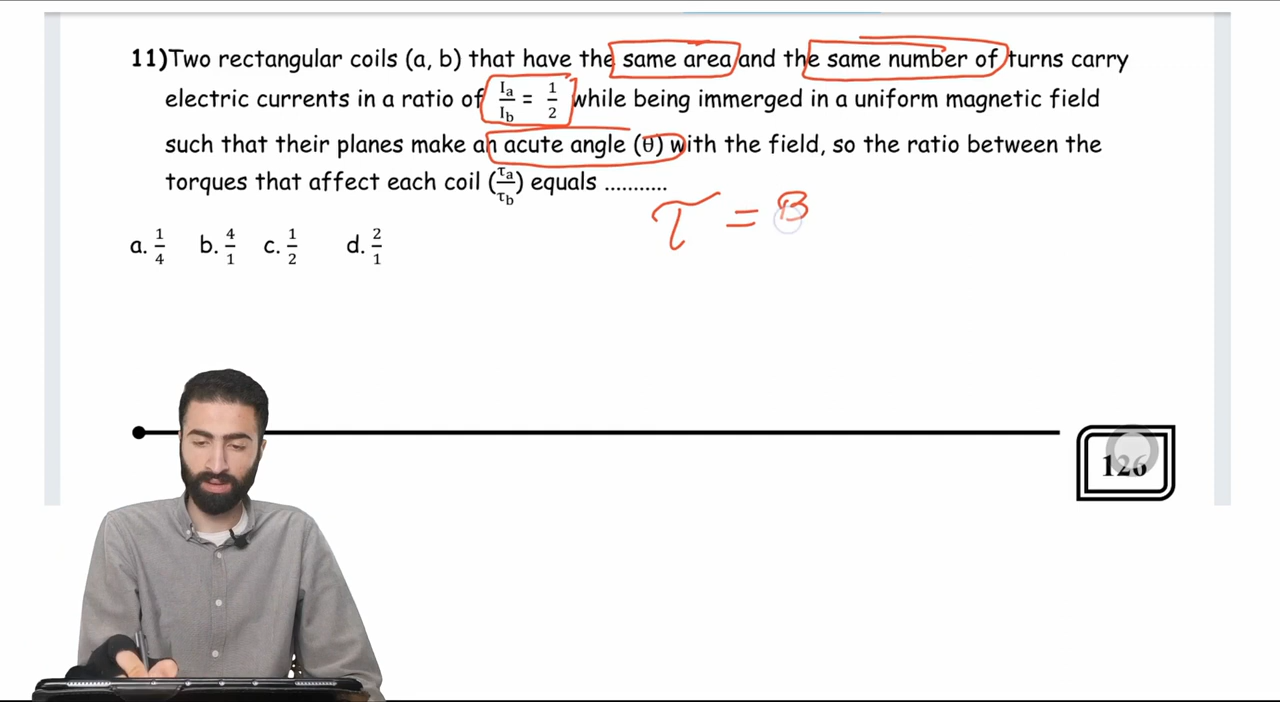 11)Two rectangular coils (a, b) that have the same area and the same number of turns carry
electric currents in a ratio of Ia/Ib = 1/2 while being immerged in a uniform magnetic field
such that their planes make an acute angle (θ) with the field, so the ratio between the
torques that affect each coil (τa/τb) equals ...........
τ = B
a. 1/4 b. 4/1 c. 1/2 d. 2/1
126